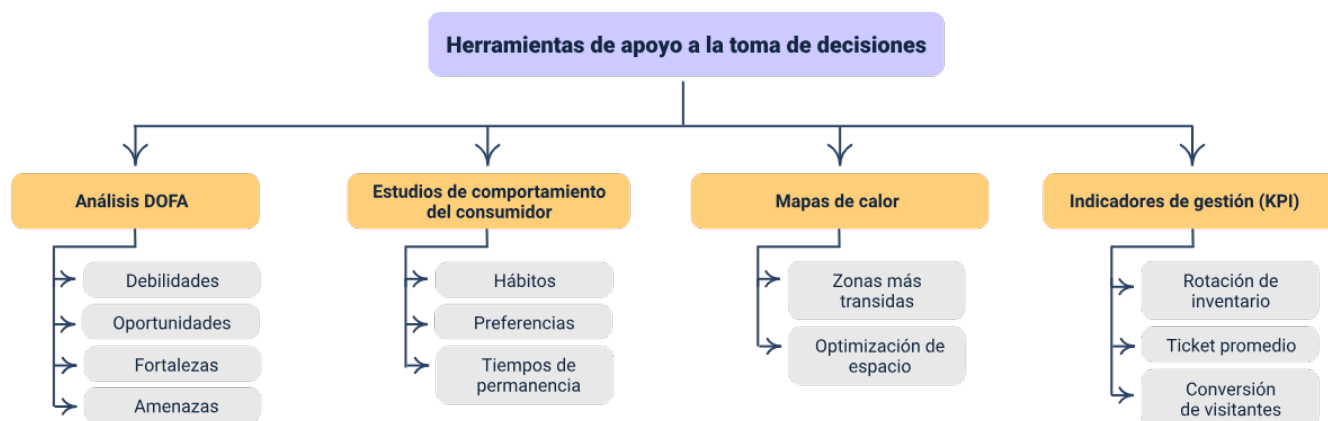 Herramientas de apoyo a la toma de decisiones
Análisis DOFA
Debilidades
Oportunidades
Fortalezas
Amenazas
Estudios de comportamiento
del consumidor
Hábitos
Preferencias
Tiempos de
permanencia
Mapas de calor
Zonas más
transidas
Optimización de
espacio
Indicadores de gestión (KPI)
Rotación de
inventario
Ticket promedio
Conversión
de visitantes